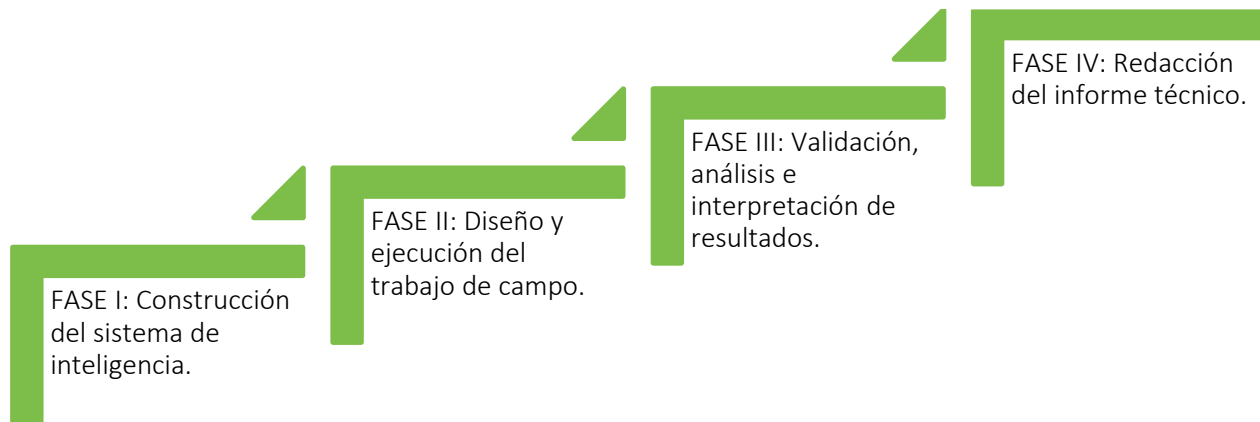 FASE I: Construcción
del sistema de
inteligencia.
FASE II: Diseño y
ejecución del
trabajo de campo.
FASE III: Validación,
análisis e
interpretación de
resultados.
FASE IV: Redacción
del informe técnico.